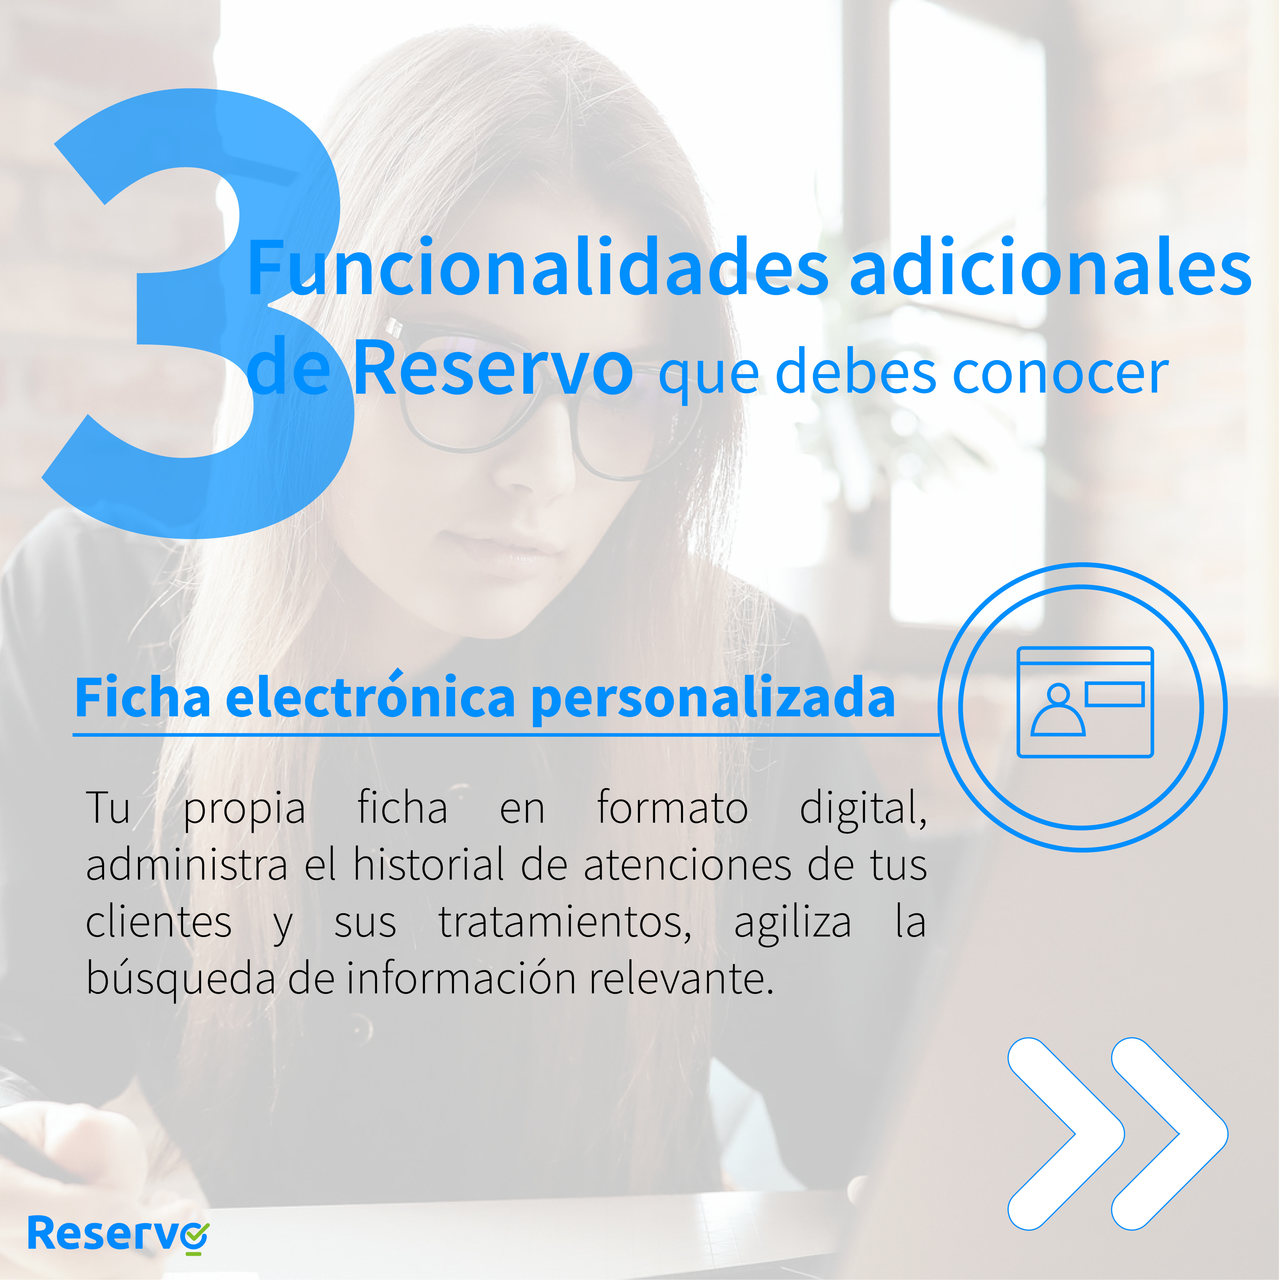 3
Funcionalidades adicionales
de Reservo que debes conocer
Ficha electrónica personalizada
Tu propia ficha en formato digital,
administra el historial de atenciones de tus
clientes y sus tratamientos, agiliza la
búsqueda de información relevante.
Reservo